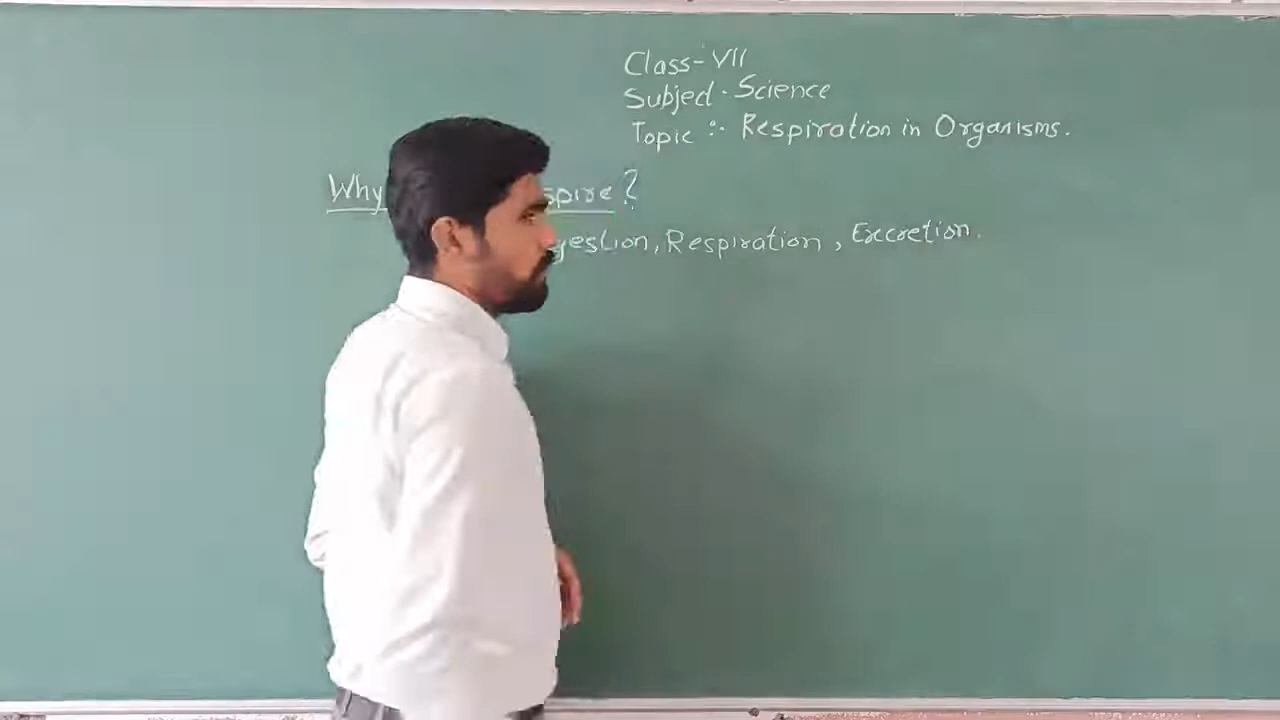 Class-VII
Subject - Science
Topic :- Respiration in Organisms.
Why spire ?
gestion, Respiration, Excretion.